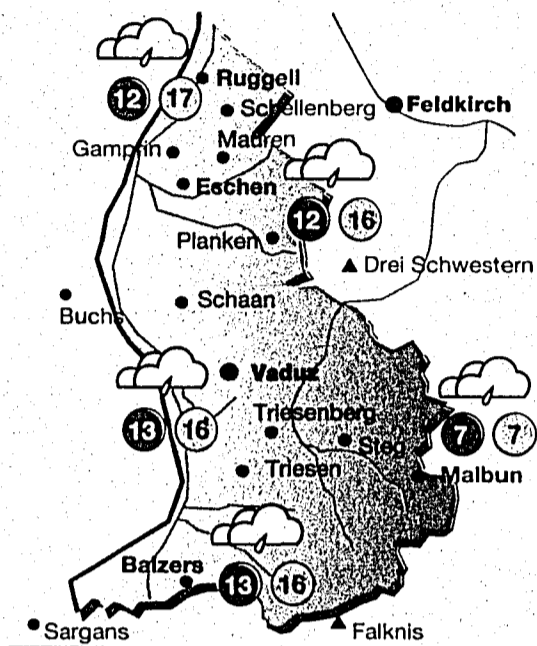 Ruggell
12 17
Schellenberg
Feldkirch
Mauren
Gamprin
Eschen
12 16
Planken
Drei Schwestern
Buchs
Schaan
Vaduz
13 16
Triesenberg
7 7
Steg
Triesen
Malbun
Balzers
13 16
Sargans
Falknis